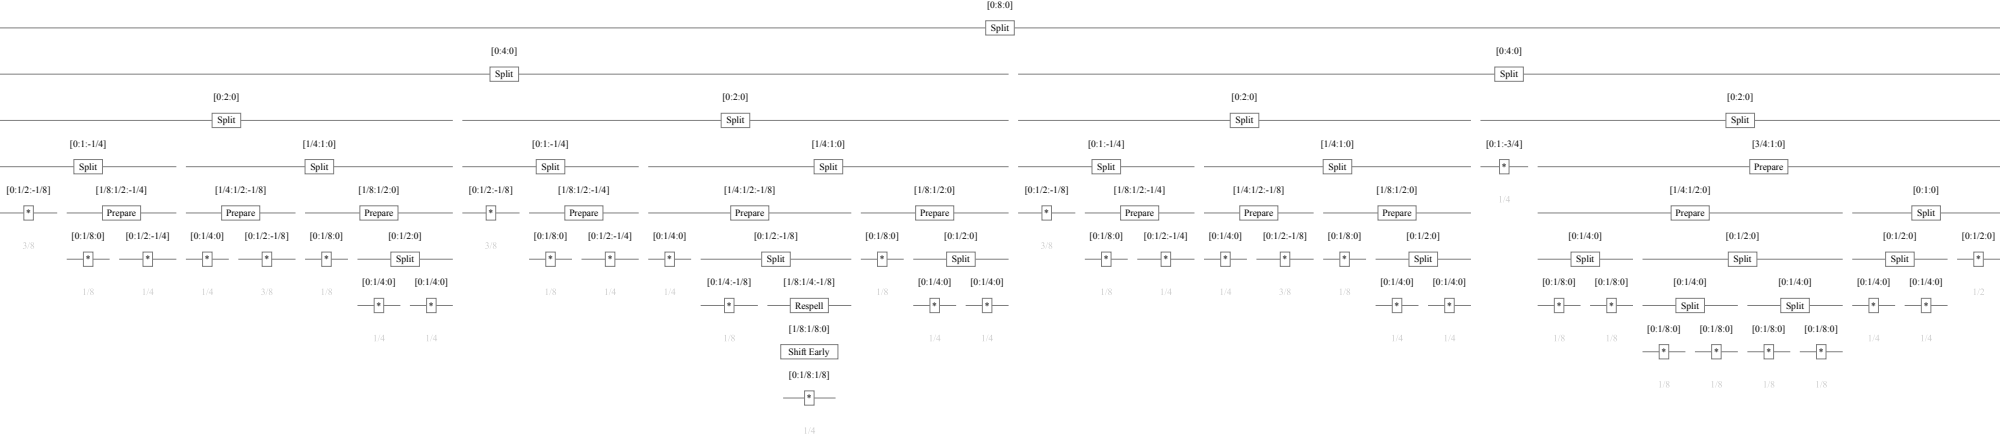 [0:8:0]
Split
[0:4:0] [0:4:0]
Split Split
[0:2:0] [0:2:0] [0:2:0] [0:2:0]
Split Split Split Split
[0:1:-1/4] [1/4:1:0] [0:1:-1/4] [1/4:1:0] [0:1:-1/4] [1/4:1:0] [0:1:-3/4] [3/4:1:0]
Split Split Split Split Split Split * Prepare
[0:1/2:-1/8] [1/8:1/2:-1/4] [1/4:1/2:-1/8] [1/8:1/2:0] [0:1/2:-1/8] [1/8:1/2:-1/4] [1/4:1/2:-1/8] [1/8:1/2:0] [0:1/2:-1/8] [1/8:1/2:-1/4] [1/4:1/2:-1/8] [1/8:1/2:0] 1/4 [1/4:1/2:0] [0:1:0]
* Prepare Prepare Prepare * Prepare Prepare Prepare * Prepare Prepare Prepare Prepare Split
[0:1/8:0] [0:1/2:-1/4] [0:1/4:0] [0:1/2:-1/8] [0:1/8:0] [0:1/2:0] [0:1/8:0] [0:1/2:-1/4] [0:1/4:0] [0:1/2:-1/8] [0:1/8:0] [0:1/2:0] [0:1/8:0] [0:1/2:-1/4] [0:1/4:0] [0:1/2:-1/8] [0:1/8:0] [0:1/2:0] [0:1/4:0] [0:1/2:0] [0:1/2:0] [0:1/2:0]
3/8 3/8 3/8
* * * * * Split * * * Split * Split * * * * * Split Split Split Split *
[0:1/4:0] [0:1/4:0] [0:1/4:-1/8] [1/8:1/4:-1/8] [0:1/4:0] [0:1/4:0] [0:1/4:0] [0:1/4:0] [0:1/8:0] [0:1/8:0] [0:1/4:0] [0:1/4:0] [0:1/4:0] [0:1/4:0]
1/8 1/4 1/4 3/8 1/8 1/8 1/4 1/4 1/8 1/8 1/4 1/4 3/8 1/8 1/2
* * * Respell * * * * * * Split Split * *
[1/8:1/8:0] [0:1/8:0] [0:1/8:0] [0:1/8:0] [0:1/8:0]
1/4 1/4 1/8 1/4 1/4 1/4 1/4 1/8 1/8 1/4 1/4
Shift Early * * * *
[0:1/8:1/8]
1/8 1/8 1/8 1/8
*
1/4